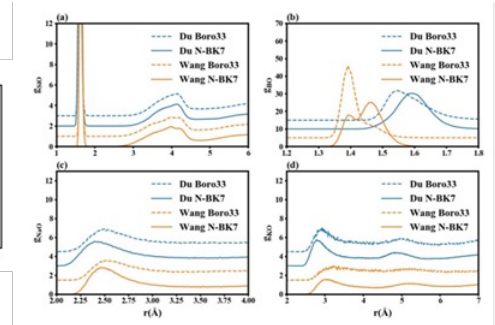 (a)
12
10
8
6
4
2
0
g_SiO
Du Boro33
Du N-BK7
Wang Boro33
Wang N-BK7
1 2 3 4 5 6
(b)
70
60
50
40
30
20
10
0
g_BO
Du Boro33
Du N-BK7
Wang Boro33
Wang N-BK7
1.2 1.3 1.4 1.5 1.6 1.7 1.8
(c)
12
10
8
6
4
2
0
g_NaO
Du Boro33
Du N-BK7
Wang Boro33
Wang N-BK7
2.00 2.25 2.50 2.75 3.00 3.25 3.50 3.75 4.00
r(Å)
(d)
12
10
8
6
4
2
0
g_KO
Du Boro33
Du N-BK7
Wang Boro33
Wang N-BK7
2 3 4 5 6 7
r(Å)